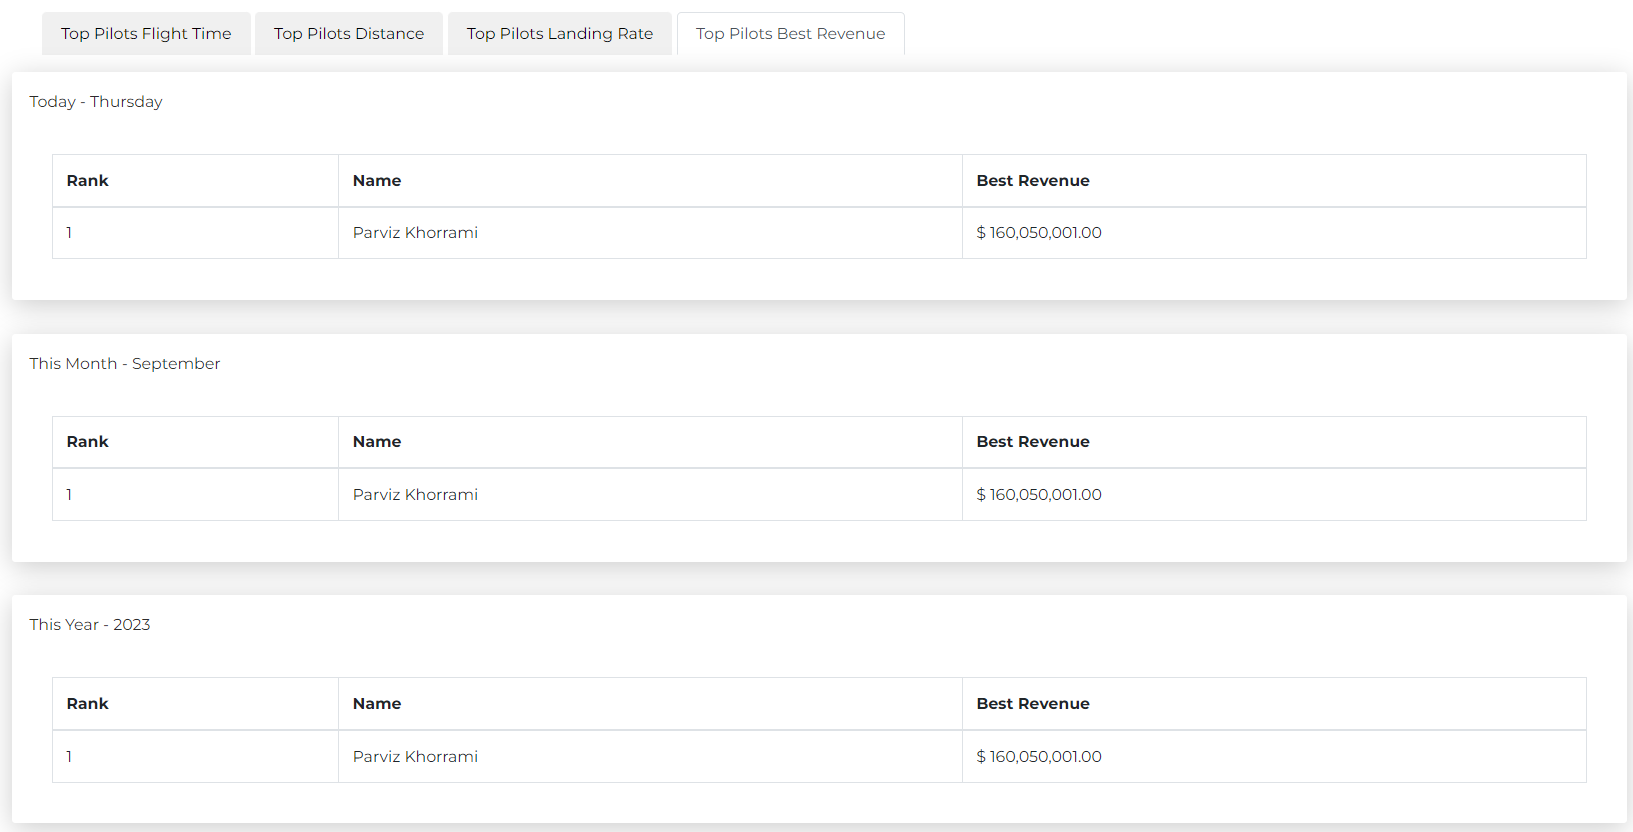 Top Pilots Flight Time Top Pilots Distance Top Pilots Landing Rate Top Pilots Best Revenue
Today - Thursday
Rank Name Best Revenue
1 Parviz Khorrami $ 160,050,001.00
This Month - September
Rank Name Best Revenue
1 Parviz Khorrami $ 160,050,001.00
This Year - 2023
Rank Name Best Revenue
1 Parviz Khorrami $ 160,050,001.00